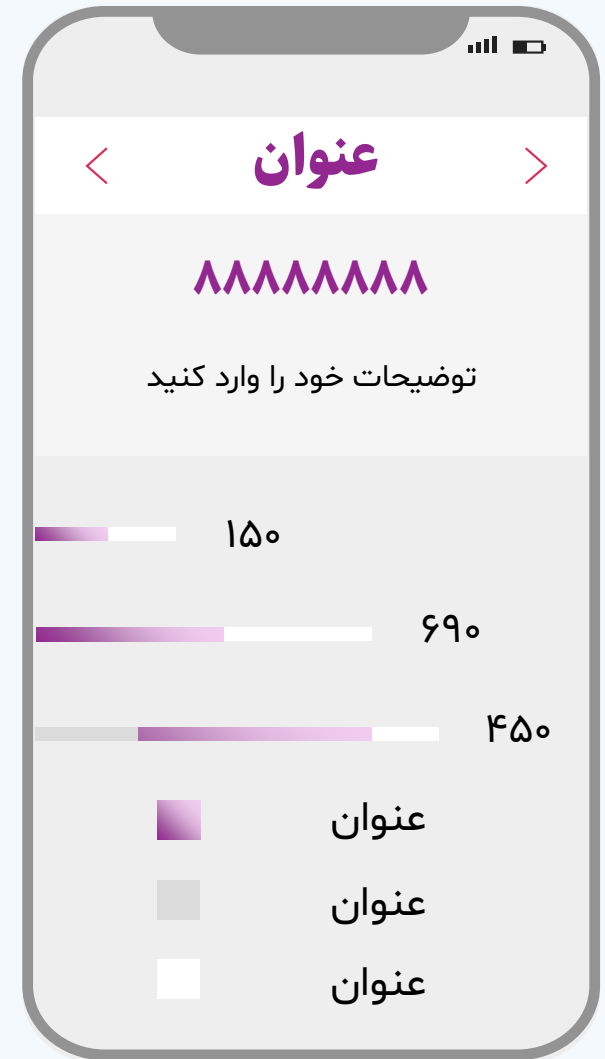 عنوان
۸۸۸۸۸۸۸۸
توضیحات خود را وارد کنید
۱۵۰
۶۹۰
۴۵۰
عنوان
عنوان
عنوان